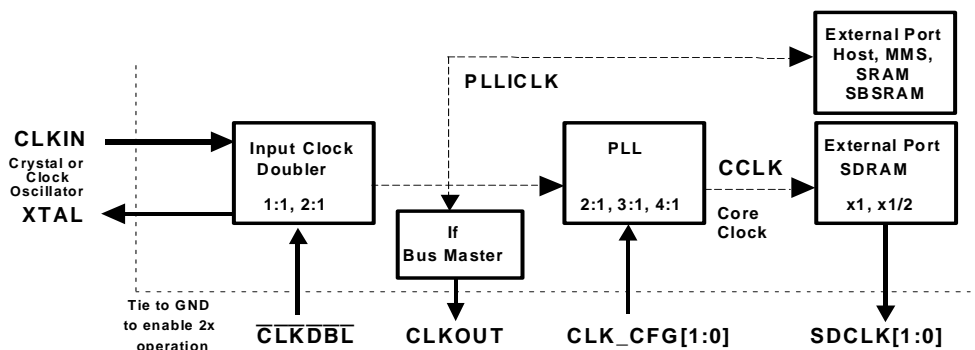 External Port
Host, MMS,
SRAM
SBSRAM
PLLICLK
CLKIN
Crystal or
Clock
Oscillator
XTAL
Input Clock
Doubler
1:1, 2:1
PLL
2:1, 3:1, 4:1
CCLK
Core
Clock
External Port
SDRAM
x1, x1/2
If
Bus Master
Tie to GND
to enable 2x
operation
CLKDBL
CLKOUT
CLK_CFG[1:0]
SDCLK[1:0]